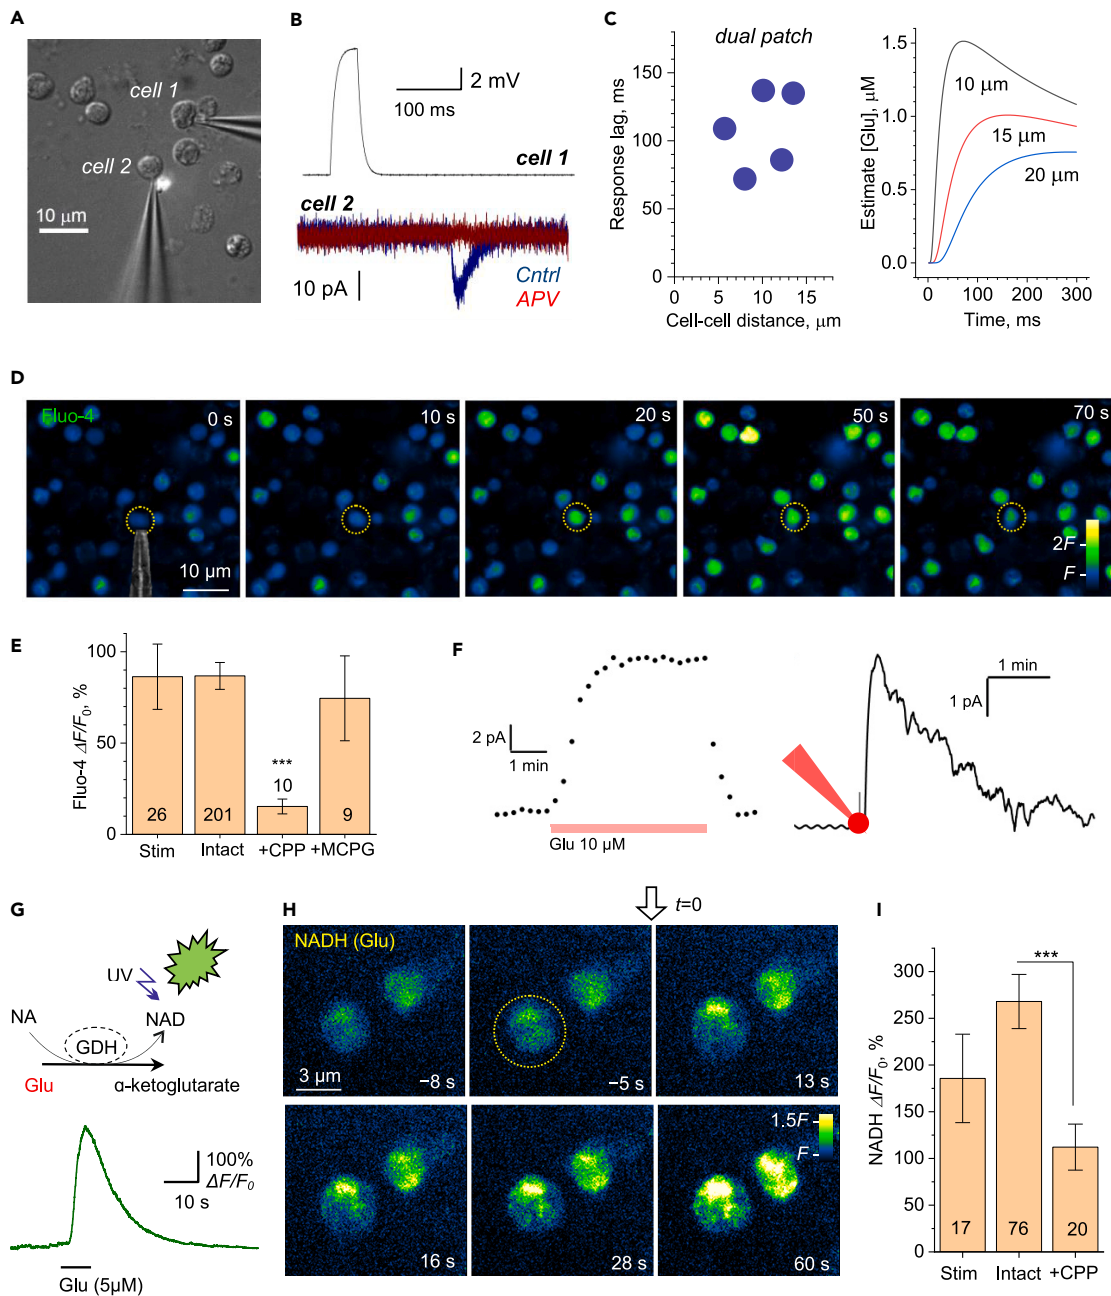 A
cell 1
cell 2
10 μm
B
2 mV
100 ms
cell 1
cell 2
Cntrl
APV
10 pA
C
dual patch
Response lag, ms
150
100
50
0
0 5 10 15
Cell-cell distance, μm
Estimate [Glu], μM
1.5
1.0
0.5
0.0
10 μm
15 μm
20 μm
0 100 200 300
Time, ms
D
Fluo-4
0 s
10 μm
10 s
20 s
50 s
70 s
2F
F
E
Fluo-4 ΔF/F0, %
100
50
0
***
26
201
10
9
Stim Intact +CPP +MCPG
F
2 pA
1 min
Glu 10 μM
1 min
1 pA
G
UV
NA
NAD
GDH
Glu
α-ketoglutarate
100%
ΔF/F0
10 s
Glu (5μM)
H
t=0
NADH (Glu)
3 μm
−8 s
−5 s
13 s
1.5F
F
16 s
28 s
60 s
I
NADH ΔF/F0, %
300
250
200
150
100
50
0
***
17
76
20
Stim Intact +CPP